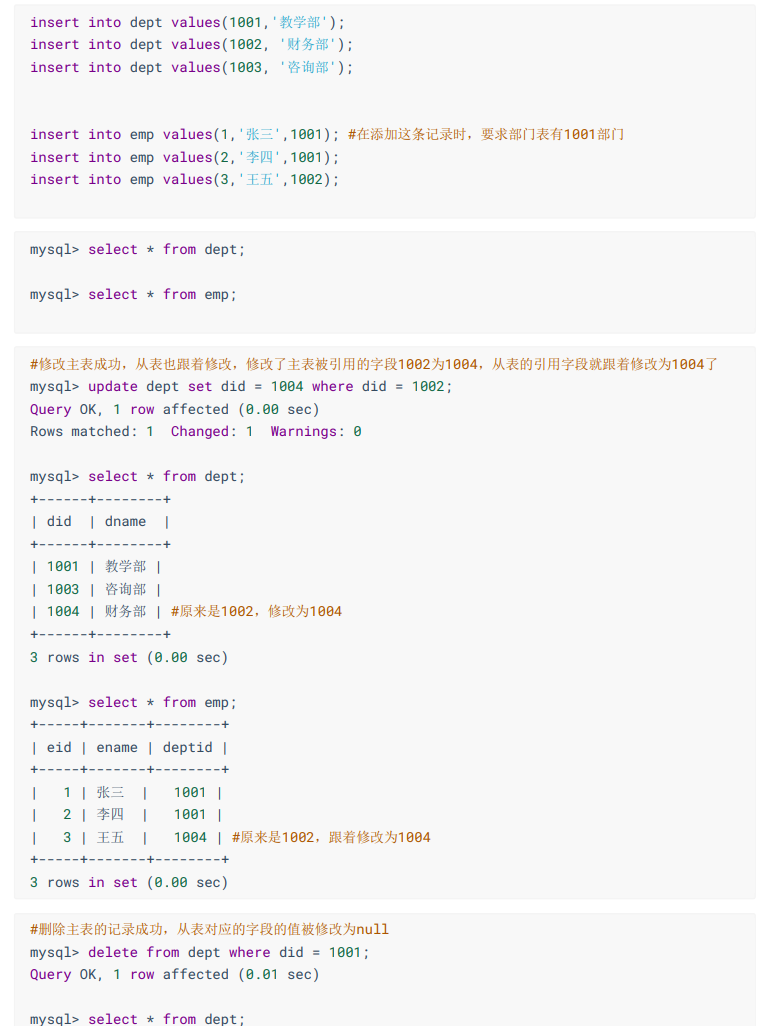 insert into dept values(1001,'教学部');
insert into dept values(1002, '财务部');
insert into dept values(1003, '咨询部');
insert into emp values(1,'张三',1001); #在添加这条记录时，要求部门表有1001部门
insert into emp values(2,'李四',1001);
insert into emp values(3,'王五',1002);
mysql> select * from dept;
mysql> select * from emp;
#修改主表成功，从表也跟着修改，修改了主表被引用的字段1002为1004，从表的引用字段就跟着修改为1004了
mysql> update dept set did = 1004 where did = 1002;
Query OK, 1 row affected (0.00 sec)
Rows matched: 1  Changed: 1  Warnings: 0
mysql> select * from dept;
+------+--------+
| did  | dname  |
+------+--------+
| 1001 | 教学部 |
| 1003 | 咨询部 |
| 1004 | 财务部 | #原来是1002，修改为1004
+------+--------+
3 rows in set (0.00 sec)
mysql> select * from emp;
+-----+-------+--------+
| eid | ename | deptid |
+-----+-------+--------+
|   1 | 张三  |   1001 |
|   2 | 李四  |   1001 |
|   3 | 王五  |   1004 | #原来是1002，跟着修改为1004
+-----+-------+--------+
3 rows in set (0.00 sec)
#删除主表的记录成功，从表对应的字段的值被修改为null
mysql> delete from dept where did = 1001;
Query OK, 1 row affected (0.01 sec)
mysql> select * from dept;